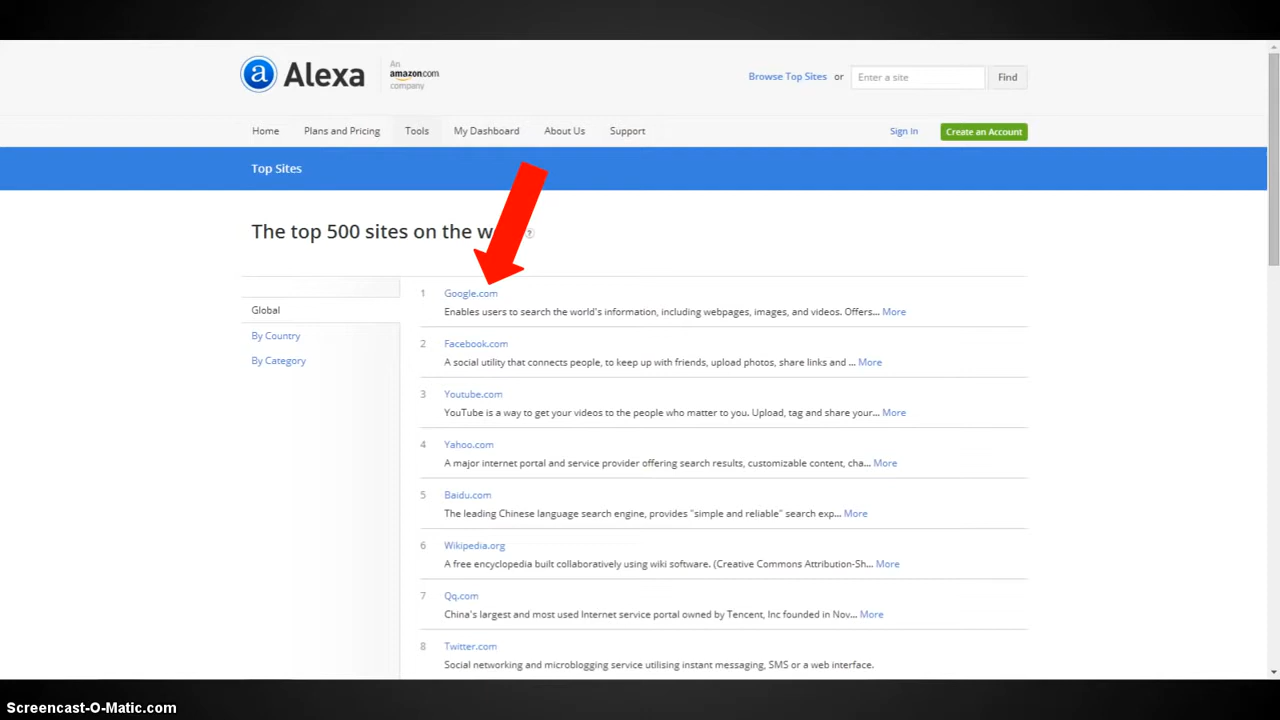 Alexa
An
amazon.com
company
Browse Top Sites or Enter a site Find
Home Plans and Pricing Tools My Dashboard About Us Support Sign In Create an Account
Top Sites
The top 500 sites on the w ?
1 Google.com
Enables users to search the world's information, including webpages, images, and videos. Offers... More
Global
By Country
2 Facebook.com
By Category
A social utility that connects people, to keep up with friends, upload photos, share links and ... More
3 Youtube.com
YouTube is a way to get your videos to the people who matter to you. Upload, tag and share your... More
4 Yahoo.com
A major internet portal and service provider offering search results, customizable content, cha... More
5 Baidu.com
The leading Chinese language search engine, provides "simple and reliable" search exp... More
6 Wikipedia.org
A free encyclopedia built collaboratively using wiki software. (Creative Commons Attribution-Sh... More
7 Qq.com
China's largest and most used Internet service portal owned by Tencent, Inc founded in Nov... More
8 Twitter.com
Social networking and microblogging service utilising instant messaging, SMS or a web interface.
Screencast-O-Matic.com